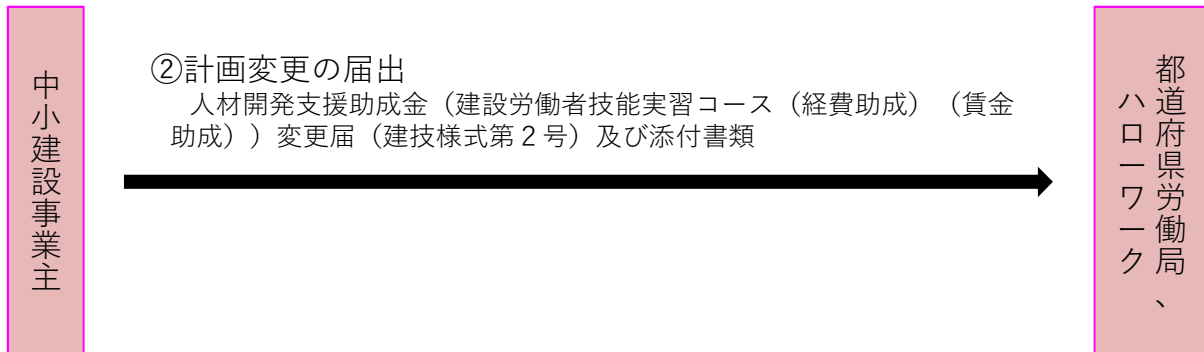 中小建設事業主
②計画変更の届出
人材開発支援助成金（建設労働者技能実習コース（経費助成）（賃金
助成））変更届（建技様式第２号）及び添付書類
都道府県労働局、
ハローワーク